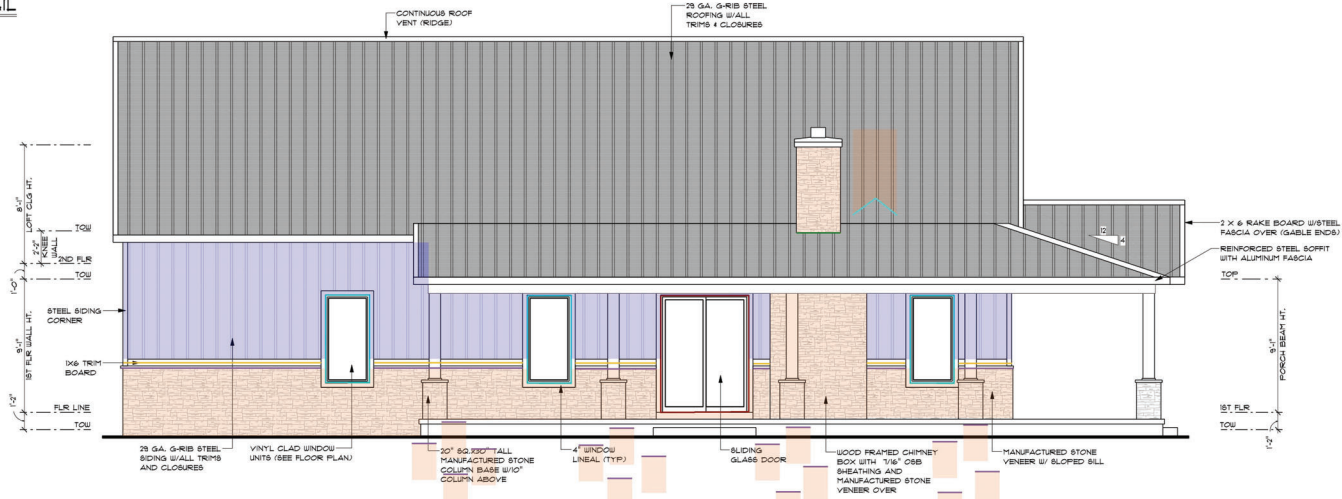 CONTINUOUS ROOF
VENT (RIDGE)
29 GA. G-RIB STEEL
ROOFING W/ALL
TRIMS & CLOSURES
8'-1"
LOFT CLG HT.
TOW
2'-2"
KNEE
WALL
2ND FLR
TOW
1'-0"
9'-1"
1ST FLR WALL HT.
1'-2"
FLR LINE
TOW
STEEL SIDING
CORNER
1X6 TRIM
BOARD
12
4
2 X 6 RAKE BOARD W/STEEL
FASCIA OVER (GABLE ENDS)
REINFORCED STEEL SOFFIT
WITH ALUMINUM FASCIA
TOP
9'-1"
PORCH BEAM HT.
1ST FLR
TOW
1'-2"
29 GA. G-RIB STEEL
SIDING W/ALL TRIMS
AND CLOSURES
VINYL CLAD WINDOW
UNITS (SEE FLOOR PLAN)
20" SQ.X30" TALL
MANUFACTURED STONE
COLUMN BASE W/10"
COLUMN ABOVE
4" WINDOW
LINEAL (TYP)
SLIDING
GLASS DOOR
WOOD FRAMED CHIMNEY
BOX WITH 7/16" OSB
SHEATHING AND
MANUFACTURED STONE
VENEER OVER
MANUFACTURED STONE
VENEER W/ SLOPED SILL